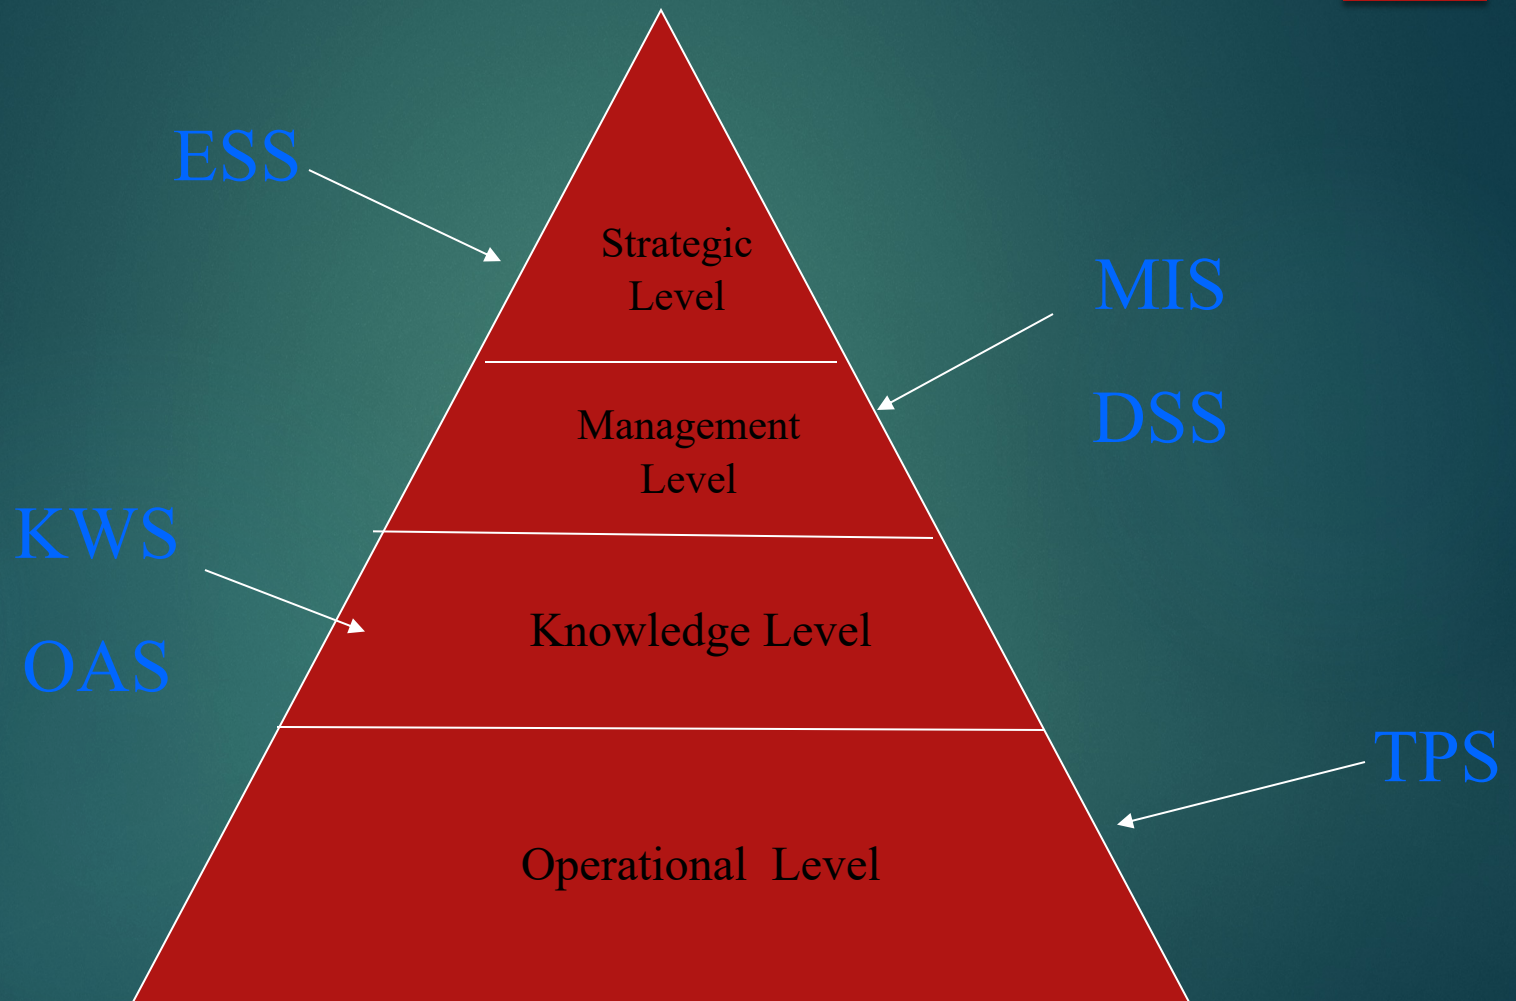 ESS
Strategic
Level
MIS
DSS
Management
Level
KWS
OAS
Knowledge Level
TPS
Operational  Level